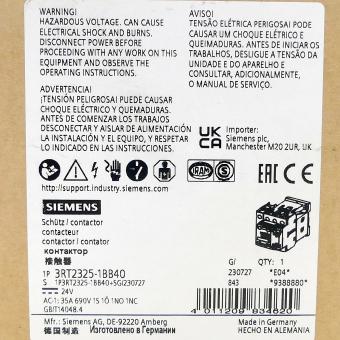 WARNING!
HAZARDOUS VOLTAGE. CAN CAUSE
ELECTRICAL SHOCK AND BURNS.
DISCONNECT POWER BEFORE
PROCEEDING WITH ANY WORK ON THIS
EQUIPMENT AND OBSERVE THE
OPERATING INSTRUCTIONS.
ADVERTENCIA!
¡TENSIÓN PELIGROSA! PUEDE CAUSAR
CHOQUE ELÉCTRICO Y QUEMADURAS.
ANTES DE COMENZAR LOS TRABAJOS
DESCONECTAR Y AISLAR DE ALIMENTACIÓN
LA INSTALACIÓN Y EL EQUIPO, Y RESPETAR
LO INDICADO EN LAS INSTRUCCIONES.
AVISO!
TENSÃO ELÉTRICA PERIGOSA! PODE
CAUSAR UM CHOQUE ELÉTRICO E
QUEIMADURAS. ANTES DE INICIAR OS
TRABALHOS, DESLIGUE A TENSÃO
DA UNIDADE E DO APARELHO E
CONSULTAR, ADICIONALMENTE,
O MANUAL DE SERVIÇO.
UK
CA
Importer:
Siemens plc,
Manchester M20 2UR, UK
IRAM
S
EAC CE
http://support.industry.siemens.com
SIEMENS
Schütz / contactor
contacteur
contactor / contator
контактор
接触器
1P 3RT2325-1BB40
S 1P3RT2325-1BB40+SGI230727
24V
AC-1: 35A 690V 1S 1Ö 1NO 1NC
GB/T14048.4
G/ QTY: 1
230727 *E04*
843 *9388880*
4 011209 834620
Mfr.: Siemens AG, DE-92220 Amberg
德国制造 Изготовлено в Германии
Made in Germany
HECHO EN ALEMANIA